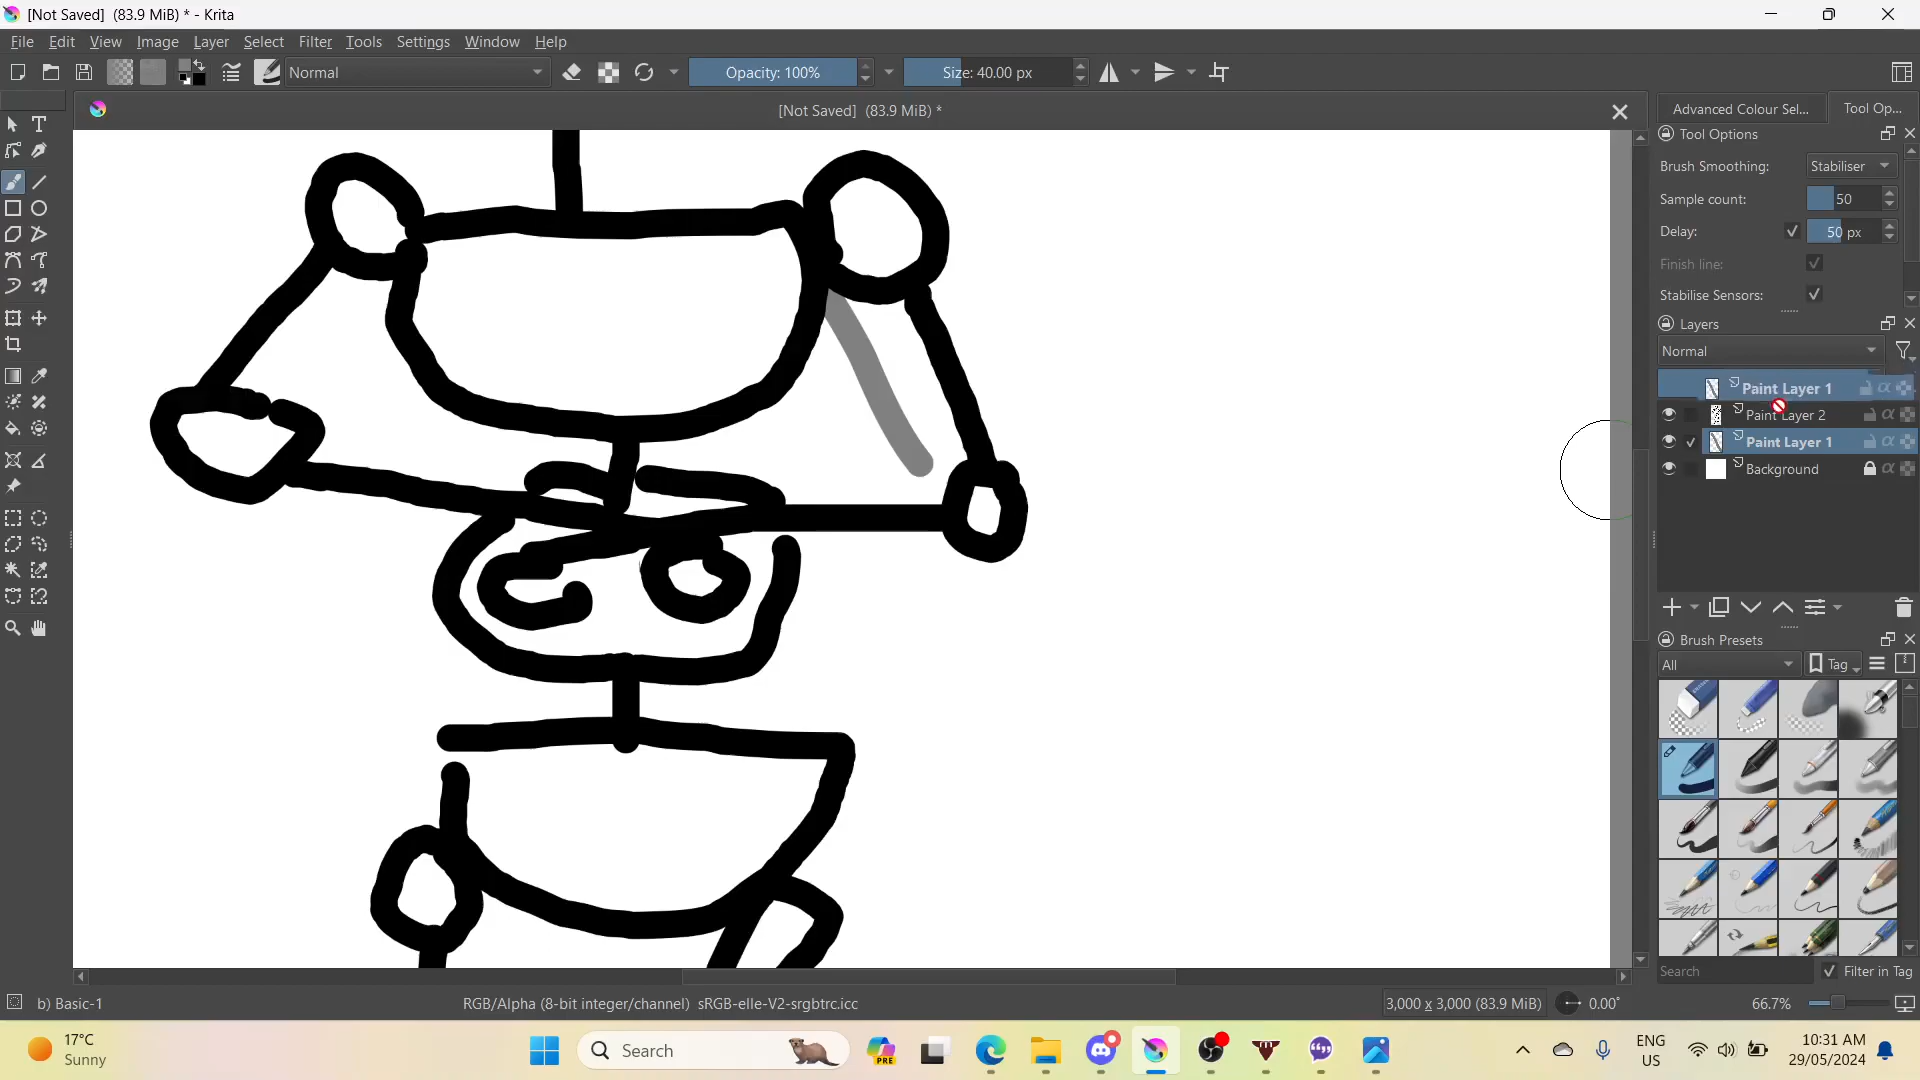 [Not Saved] (83.9 MiB) * - Krita
File Edit View Image Layer Select Filter Tools Settings Window Help
Normal Opacity: 100% Size: 40.00 px
[Not Saved] (83.9 MiB) *
Advanced Colour Sel... Tool Op...
Tool Options
Brush Smoothing: Stabiliser
Sample count: 50
Delay: 50 px
Finish line:
Stabilise Sensors:
Layers
Normal
Paint Layer 1
Paint Layer 2
Paint Layer 1
Background
Brush Presets
All Tag
Search Filter in Tag
b) Basic-1 RGB/Alpha (8-bit integer/channel) sRGB-elle-V2-srgbtrc.icc 3,000 x 3,000 (83.9 MiB) 0.00° 66.7%
17°C
Sunny
Search
PRE
ENG
US
10:31 AM
29/05/2024